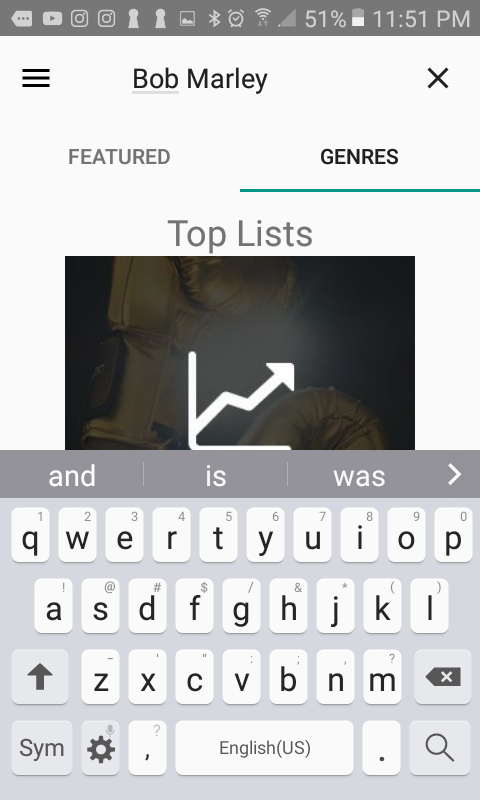 51% 11:51 PM
Bob Marley
FEATURED GENRES
Top Lists
and is was
1 2 3 4 5 6 7 8 9 0
q w e r t y u i o p
! @ # $ / & * ( )
a s d f g h j k l
- ' " : ; , ?
z x c v b n m
Sym , ? English(US) .